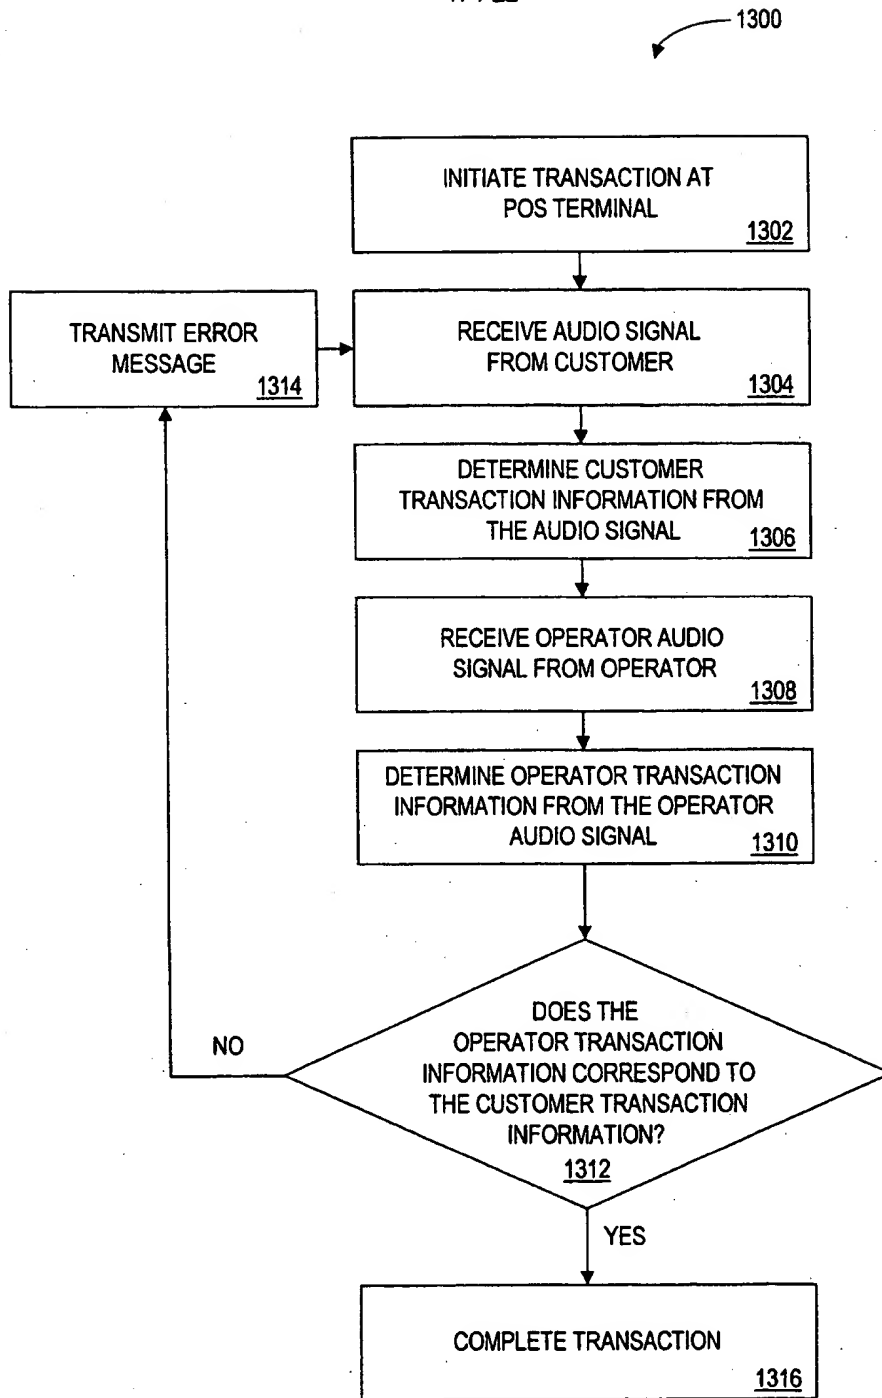 1300
INITIATE TRANSACTION AT
POS TERMINAL
1302
TRANSMIT ERROR
MESSAGE
1314
RECEIVE AUDIO SIGNAL
FROM CUSTOMER
1304
DETERMINE CUSTOMER
TRANSACTION INFORMATION FROM
THE AUDIO SIGNAL
1306
RECEIVE OPERATOR AUDIO
SIGNAL FROM OPERATOR
1308
DETERMINE OPERATOR TRANSACTION
INFORMATION FROM THE OPERATOR
AUDIO SIGNAL
1310
NO
DOES THE
OPERATOR TRANSACTION
INFORMATION CORRESPOND TO
THE CUSTOMER TRANSACTION
INFORMATION?
1312
YES
COMPLETE TRANSACTION
1316